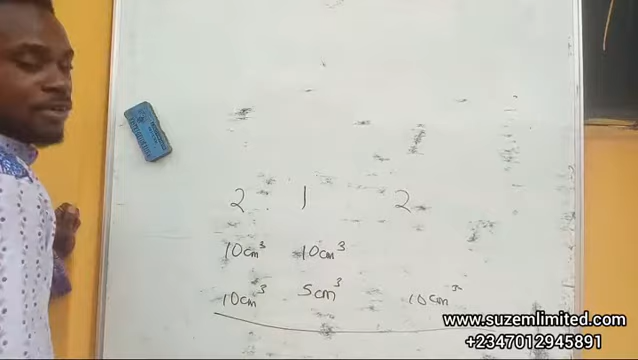 2 1 2
10cm³ 10cm³
10cm³ 5cm³ 10cm³
www.suzemlimited.com
+2347012945891